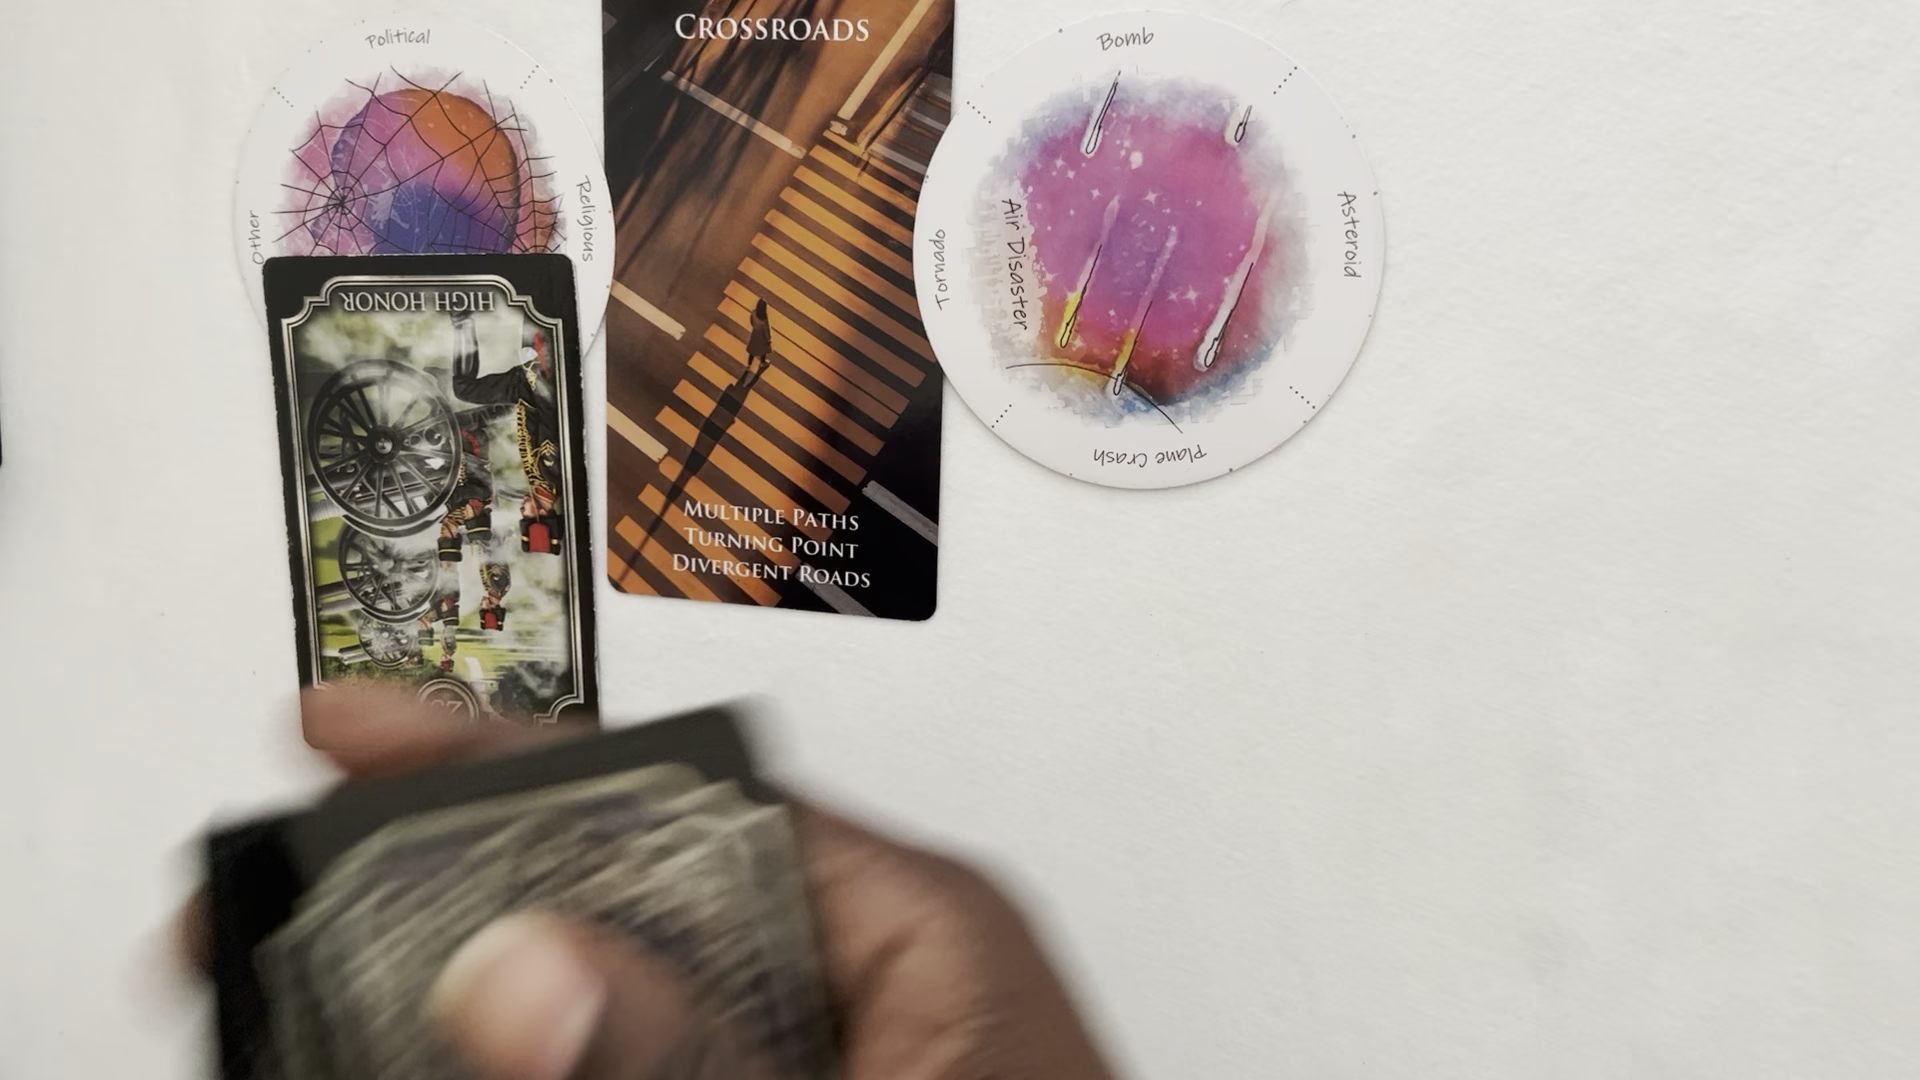 Political
Religious
Other
CROSSROADS
MULTIPLE PATHS
TURNING POINT
DIVERGENT ROADS
Bomb
Asteroid
Plane Crash
Tornado
Air Disaster
HIGH HONOR